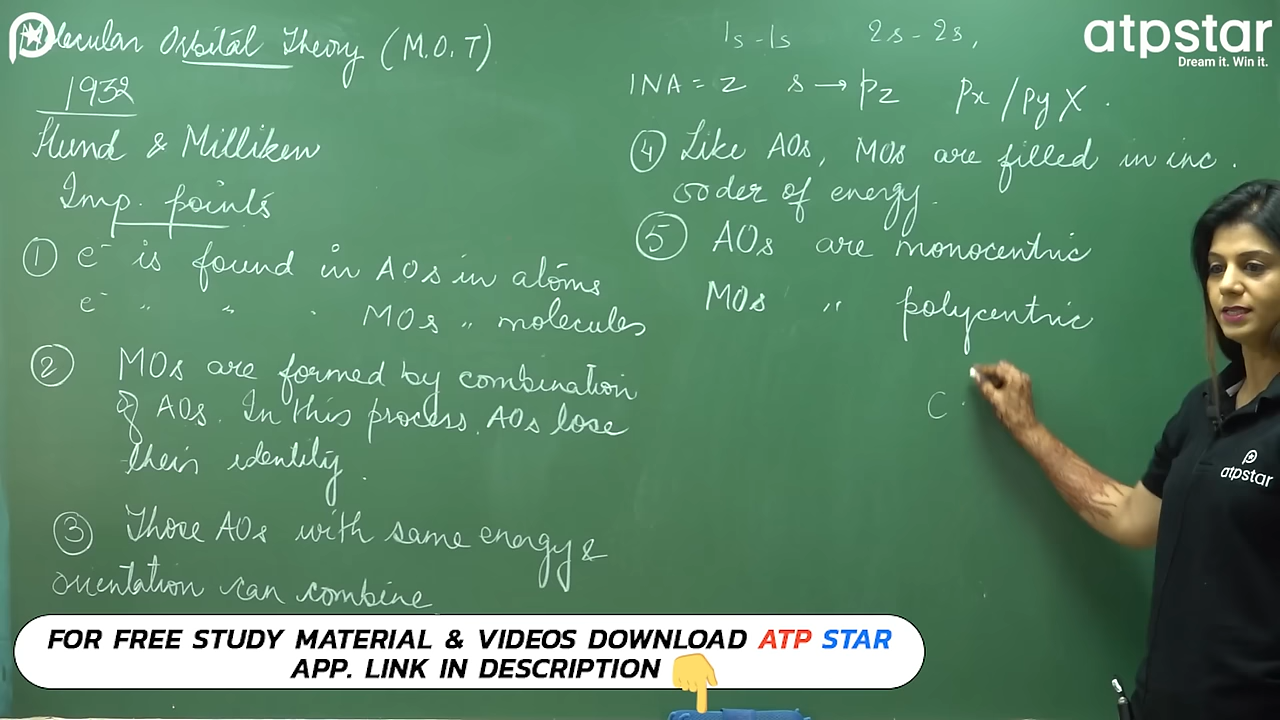 Molecular Orbital Theory (M.O.T)
1932
Hund & Milliken
Imp. points
① e⁻ is found in AOs in atoms
e⁻ " " " MOs " molecules
② MOs are formed by combination
of AOs. In this process AOs lose
their identity.
③ Those AOs with same energy &
orientation can combine
1s-1s 2s-2s,
INA = z s → pz px/py X.
④ Like AOs, MOs are filled in inc.
order of energy.
⑤ AOs are monocentric
MOs " polycentric
C
atpstar
Dream it. Win it.
atpstar
FOR FREE STUDY MATERIAL & VIDEOS DOWNLOAD ATP STAR
APP. LINK IN DESCRIPTION